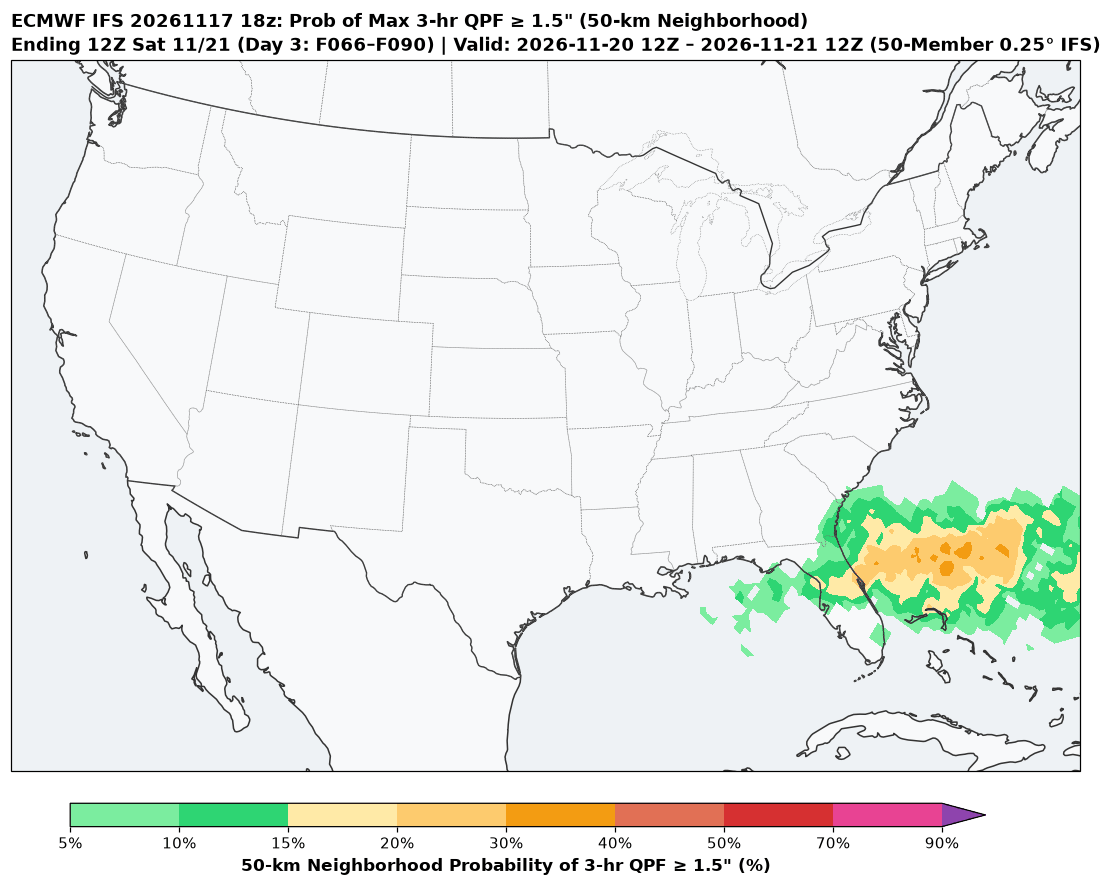 ECMWF IFS 20261117 18z: Prob of Max 3-hr QPF ≥ 1.5" (50-km Neighborhood)
Ending 12Z Sat 11/21 (Day 3: F066–F090) | Valid: 2026-11-20 12Z – 2026-11-21 12Z (50-Member 0.25° IFS)
5% 10% 15% 20% 30% 40% 50% 70% 90%
50-km Neighborhood Probability of 3-hr QPF ≥ 1.5" (%)